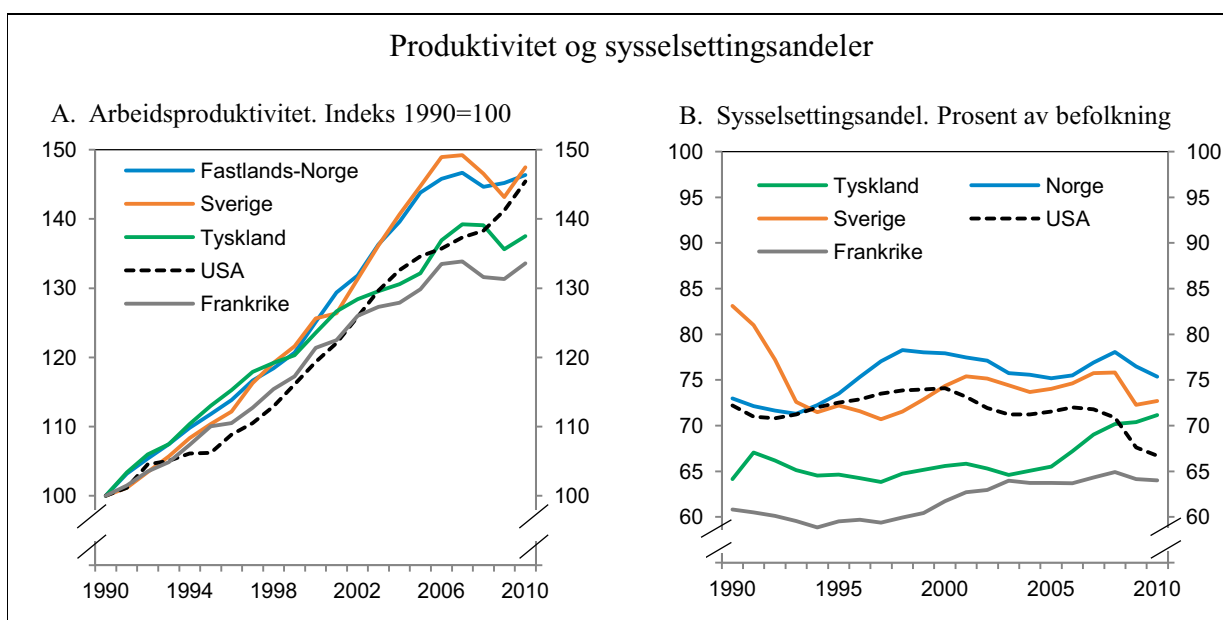 Produktivitet og sysselsettingsandeler
A. Arbeidsproduktivitet. Indeks 1990=100
150
140
130
120
110
100
150
140
130
120
110
100
Fastlands-Norge
Sverige
Tyskland
USA
Frankrike
1990 1994 1998 2002 2006 2010
B. Sysselsettingsandel. Prosent av befolkning
100
95
90
85
80
75
70
65
60
100
95
90
85
80
75
70
65
60
Tyskland Norge
Sverige USA
Frankrike
1990 1995 2000 2005 2010